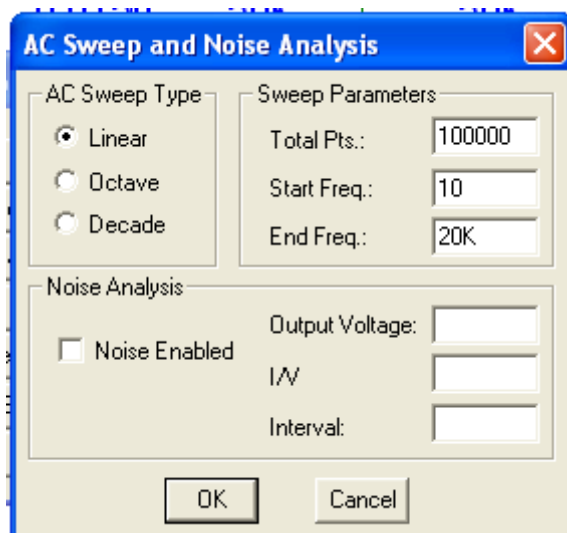 AC Sweep and Noise Analysis
AC Sweep Type
Linear
Octave
Decade
Sweep Parameters
Total Pts.: 100000
Start Freq.: 10
End Freq.: 20K
Noise Analysis
Noise Enabled
Output Voltage:
I/V
Interval:
OK
Cancel